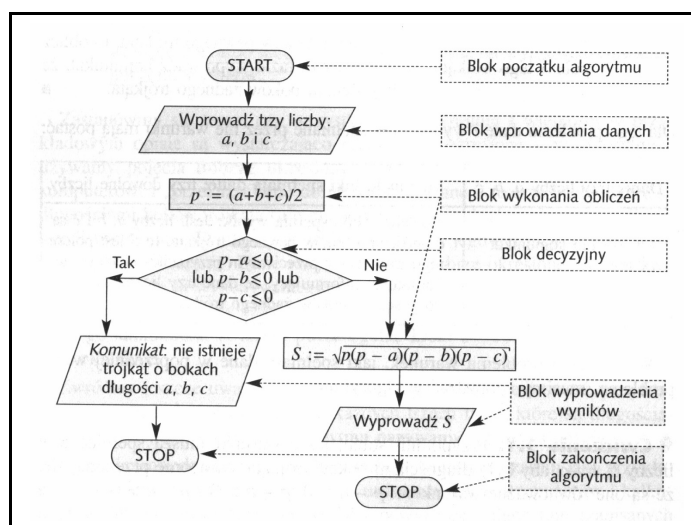 START
Blok początku algorytmu
Wprowadź trzy liczby:
a, b i c
Blok wprowadzania danych
p := (a+b+c)/2
Blok wykonania obliczeń
Blok decyzyjny
Tak
p−a⩽0
lub p−b⩽0 lub
p−c⩽0
Nie
Komunikat: nie istnieje
trójkąt o bokach
długości a, b, c
S := √p(p − a)(p − b)(p − c)
Blok wyprowadzenia
wyników
Wyprowadź S
STOP
Blok zakończenia
algorytmu
STOP